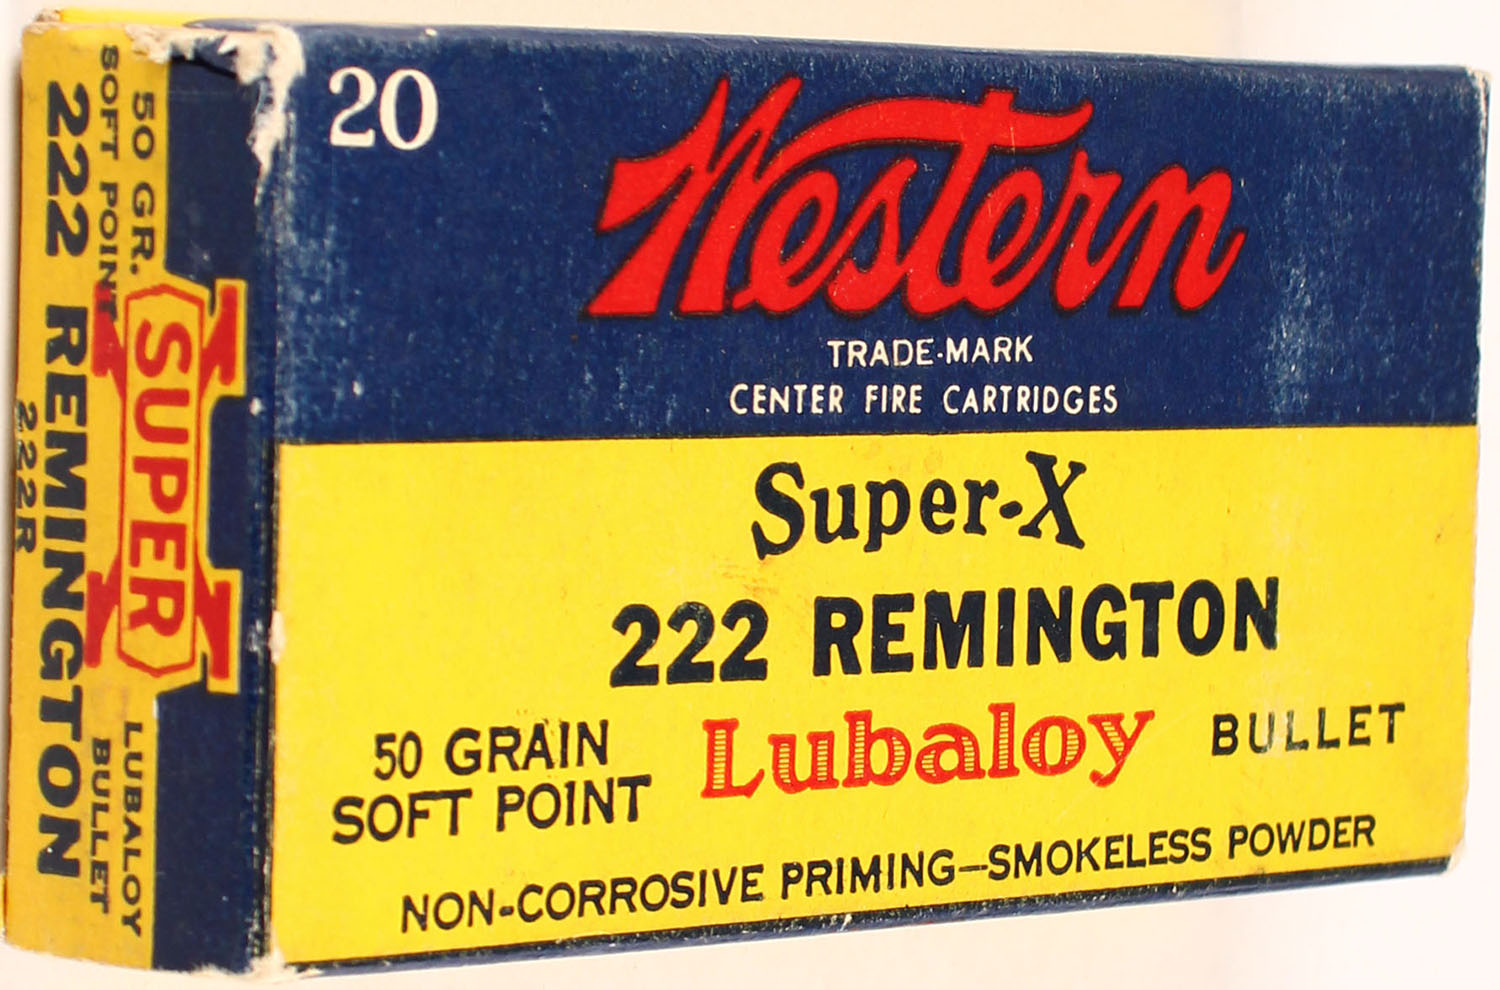 20
Western
TRADE-MARK
CENTER FIRE CARTRIDGES
Super-X
222 REMINGTON
50 GRAIN
SOFT POINT
Lubaloy BULLET
NON-CORROSIVE PRIMING—SMOKELESS POWDER
50 GR.
SOFT POINT
SUPER
X
LUBALOY
BULLET
222 REMINGTON
222R